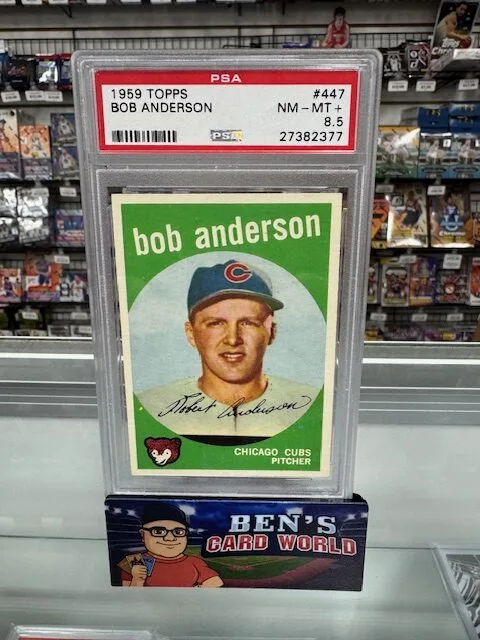 PSA
1959 TOPPS #447
BOB ANDERSON NM-MT+
8.5
PSA 27382377
bob anderson
C
Robert Anderson
CHICAGO CUBS
PITCHER
BEN'S
CARD WORLD